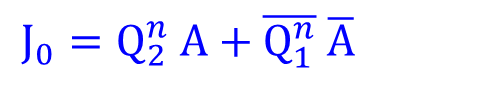 J₀ = Q₂ⁿ A + \overline{Q₁ⁿ} \overline{A}